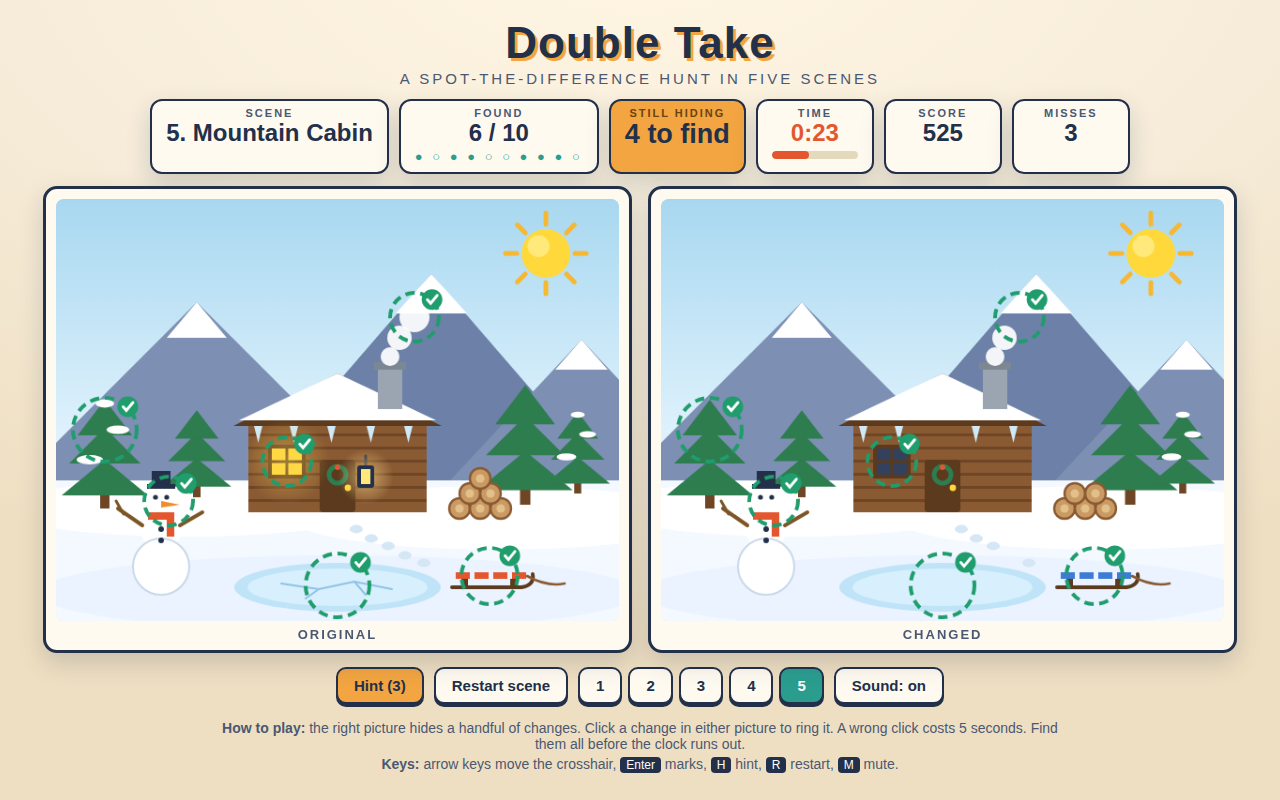 Double Take
A SPOT-THE-DIFFERENCE HUNT IN FIVE SCENES
SCENE
5. Mountain Cabin
FOUND
6 / 10
STILL HIDING
4 to find
TIME
0:23
SCORE
525
MISSES
3
ORIGINAL
CHANGED
Hint (3)
Restart scene
1
2
3
4
5
Sound: on
How to play: the right picture hides a handful of changes. Click a change in either picture to ring it. A wrong click costs 5 seconds. Find
them all before the clock runs out.
Keys: arrow keys move the crosshair, Enter marks, H hint, R restart, M mute.